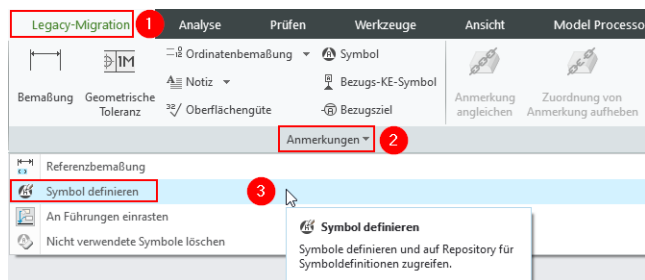 Legacy-Migration 1 Analyse Prüfen Werkzeuge Ansicht Model Processo
Ordinatenbemaßung Symbol
1M
Notiz Bezugs-KE-Symbol
Bemaßung Geometrische Toleranz
32/ Oberflächengüte Bezugsziel
Anmerkung angleichen
Zuordnung von Anmerkung aufheben
Anmerkungen 2
Referenzbemaßung
Symbol definieren 3
An Führungen einrasten
Nicht verwendete Symbole löschen
Symbol definieren
Symbole definieren und auf Repository für
Symboldefinitionen zugreifen.